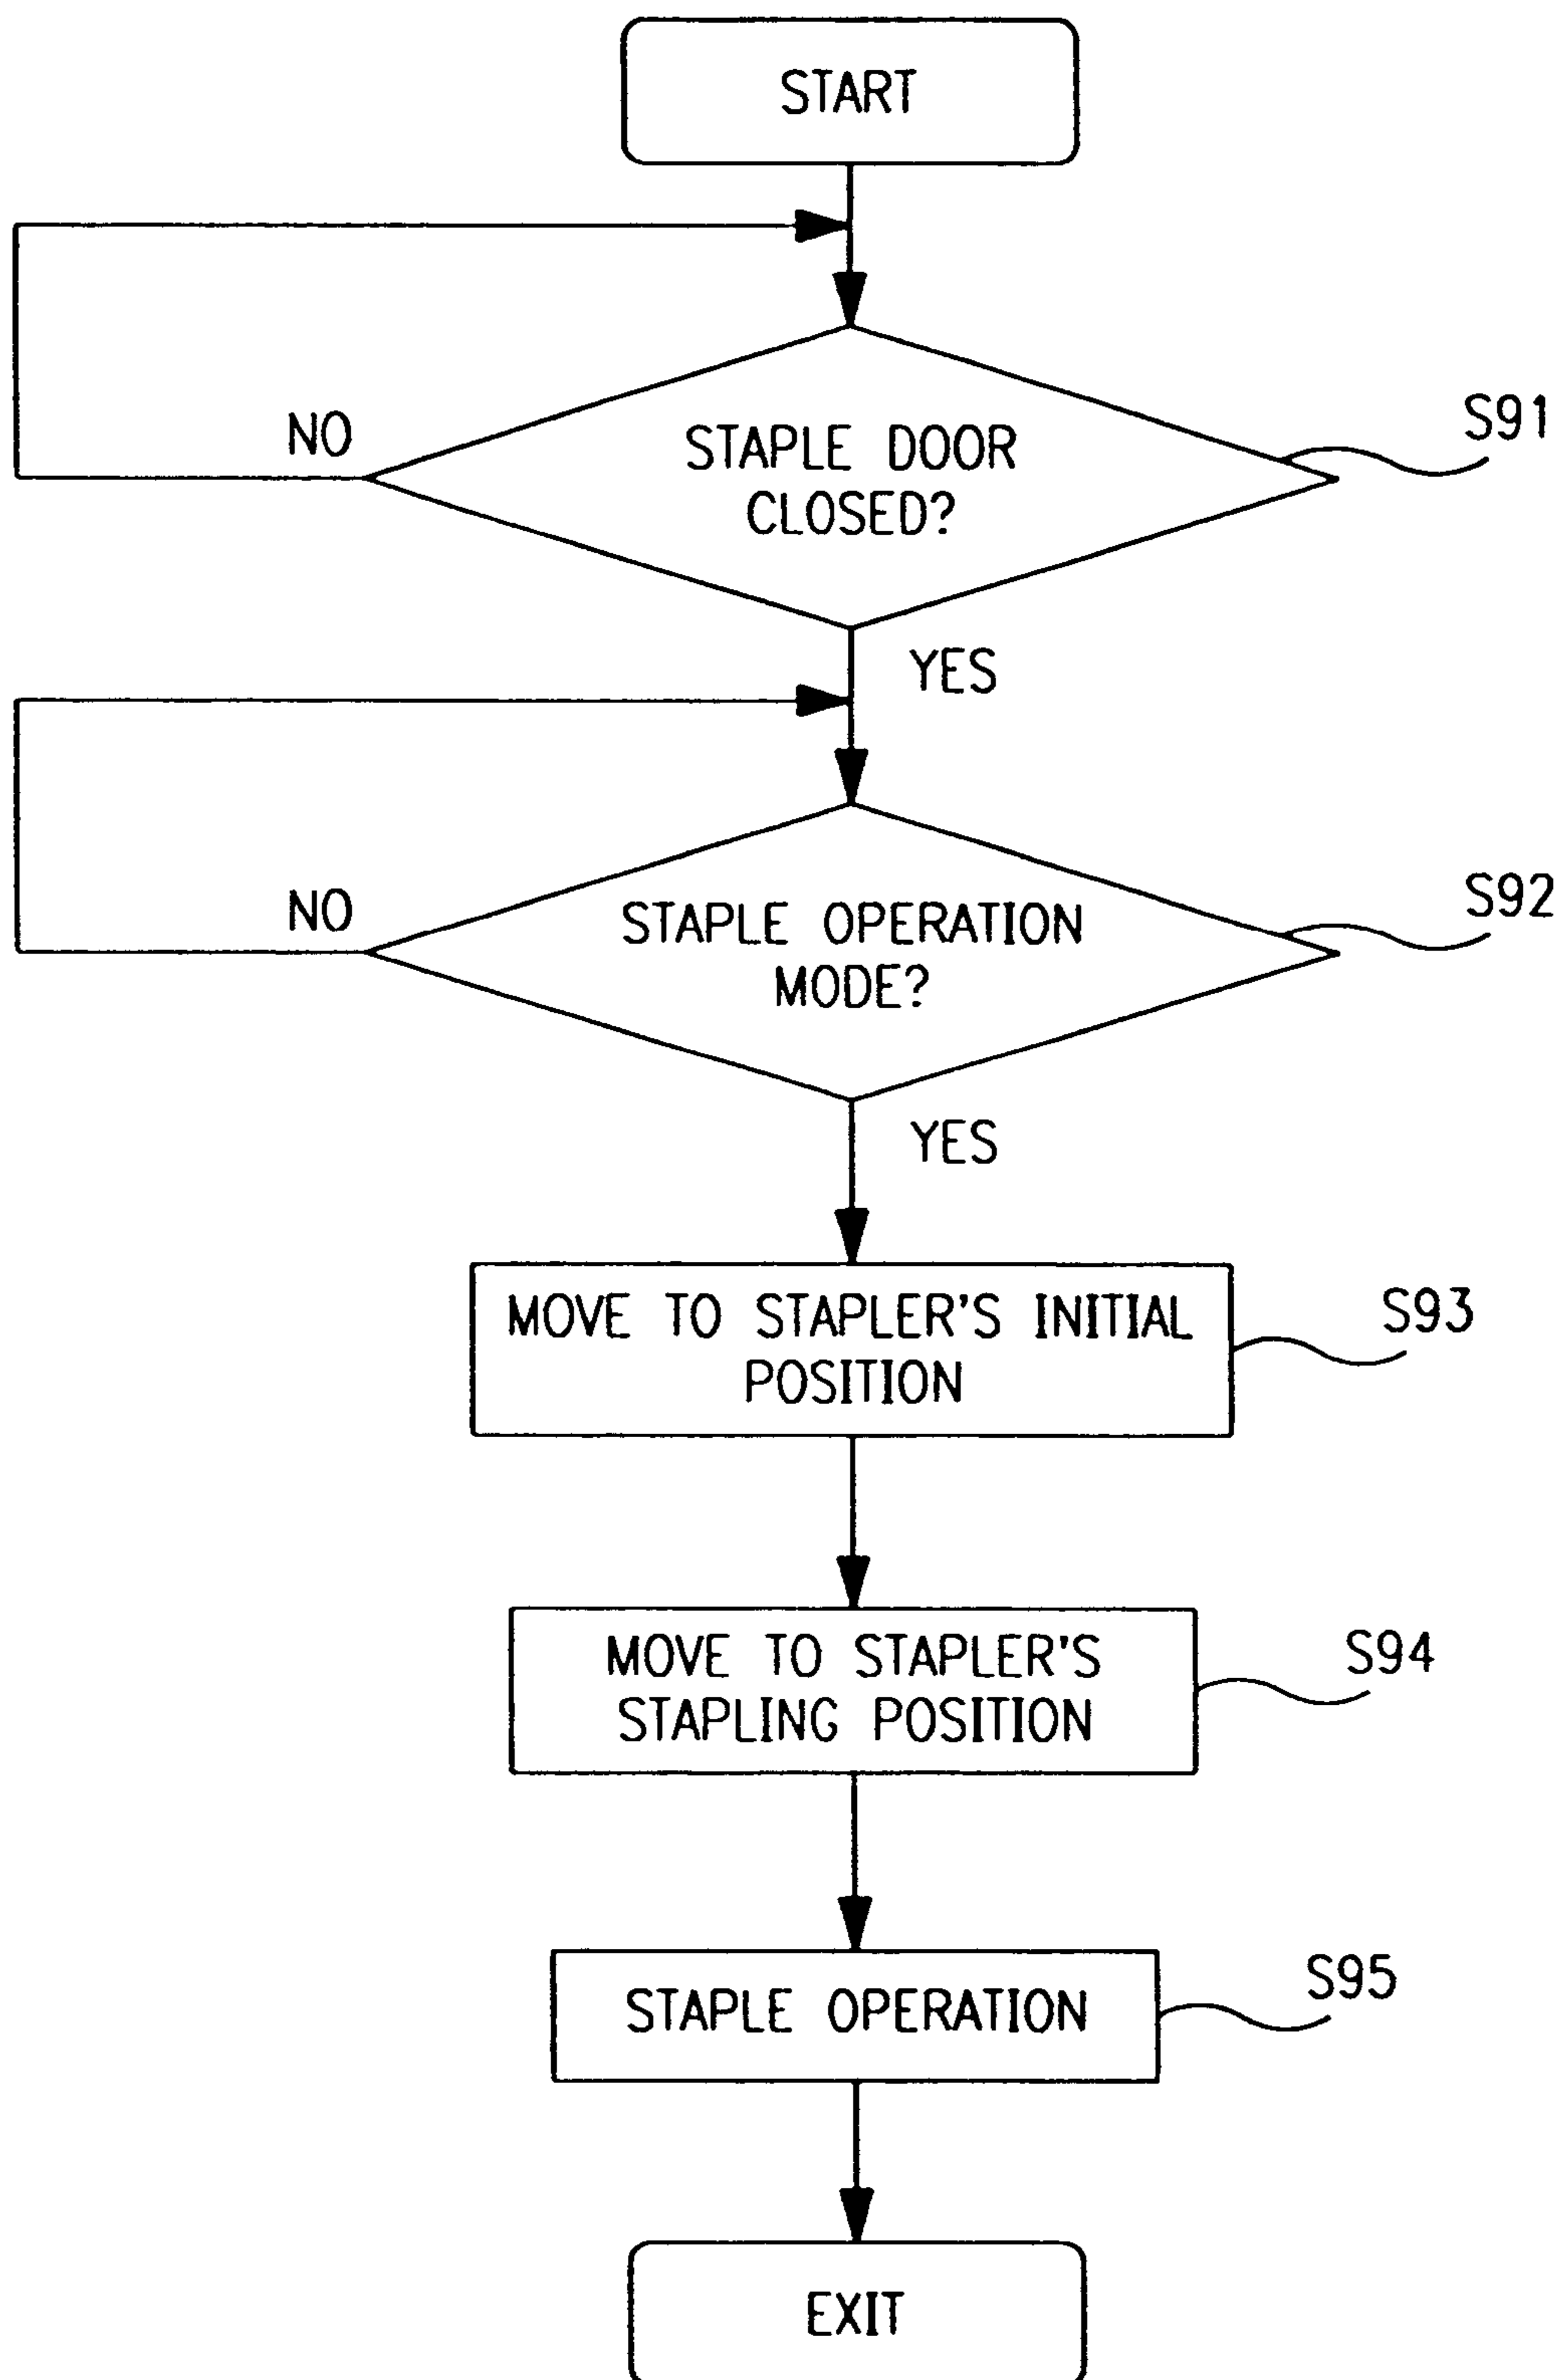 START
NO
STAPLE DOOR
CLOSED?
S91
YES
NO
STAPLE OPERATION
MODE?
S92
YES
MOVE TO STAPLER'S INITIAL
POSITION
S93
MOVE TO STAPLER'S
STAPLING POSITION
S94
STAPLE OPERATION
S95
EXIT